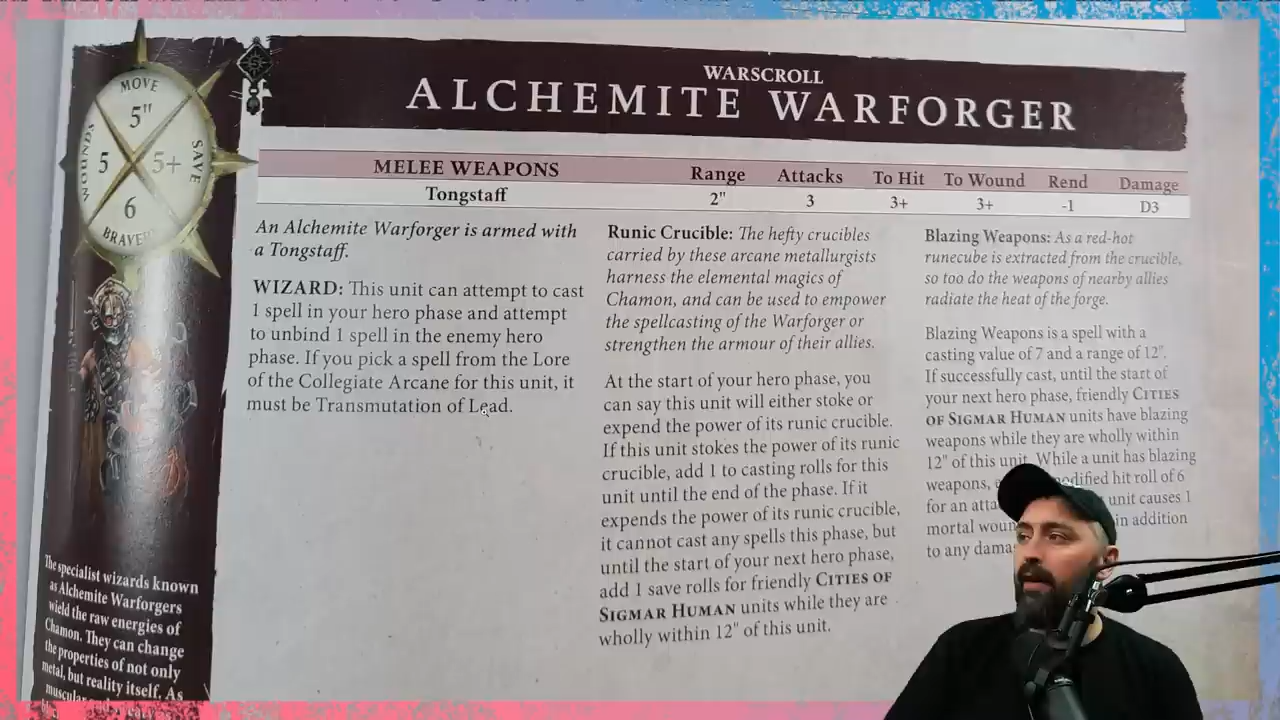 WARSCROLL
ALCHEMITE WARFORGER
MOVE
5"
WOUNDS
5
5+
SAVE
6
BRAVER
MELEE WEAPONS Range Attacks To Hit To Wound Rend Damage
Tongstaff 2" 3 3+ 3+ -1 D3
An Alchemite Warforger is armed with
a Tongstaff.
WIZARD: This unit can attempt to cast
1 spell in your hero phase and attempt
to unbind 1 spell in the enemy hero
phase. If you pick a spell from the Lore
of the Collegiate Arcane for this unit, it
must be Transmutation of Lead.
Runic Crucible: The hefty crucibles
carried by these arcane metallurgists
harness the elemental magics of
Chamon, and can be used to empower
the spellcasting of the Warforger or
strengthen the armour of their allies.
At the start of your hero phase, you
can say this unit will either stoke or
expend the power of its runic crucible.
If this unit stokes the power of its runic
crucible, add 1 to casting rolls for this
unit until the end of the phase. If it
expends the power of its runic crucible,
it cannot cast any spells this phase, but
until the start of your next hero phase,
add 1 save rolls for friendly CITIES OF
SIGMAR HUMAN units while they are
wholly within 12" of this unit.
Blazing Weapons: As a red-hot
runecube is extracted from the crucible,
so too do the weapons of nearby allies
radiate the heat of the forge.
Blazing Weapons is a spell with a
casting value of 7 and a range of 12".
If successfully cast, until the start of
your next hero phase, friendly CITIES
OF SIGMAR HUMAN units have blazing
weapons while they are wholly within
12" of this unit. While a unit has blazing
weapons, odified hit roll of 6
for an atta unit causes 1
mortal woun in addition
to any dama
The specialist wizards known
as Alchemite Warforgers
wield the raw energies of
Chamon. They can change
the properties of not only
metal, but reality itself. As
muscular